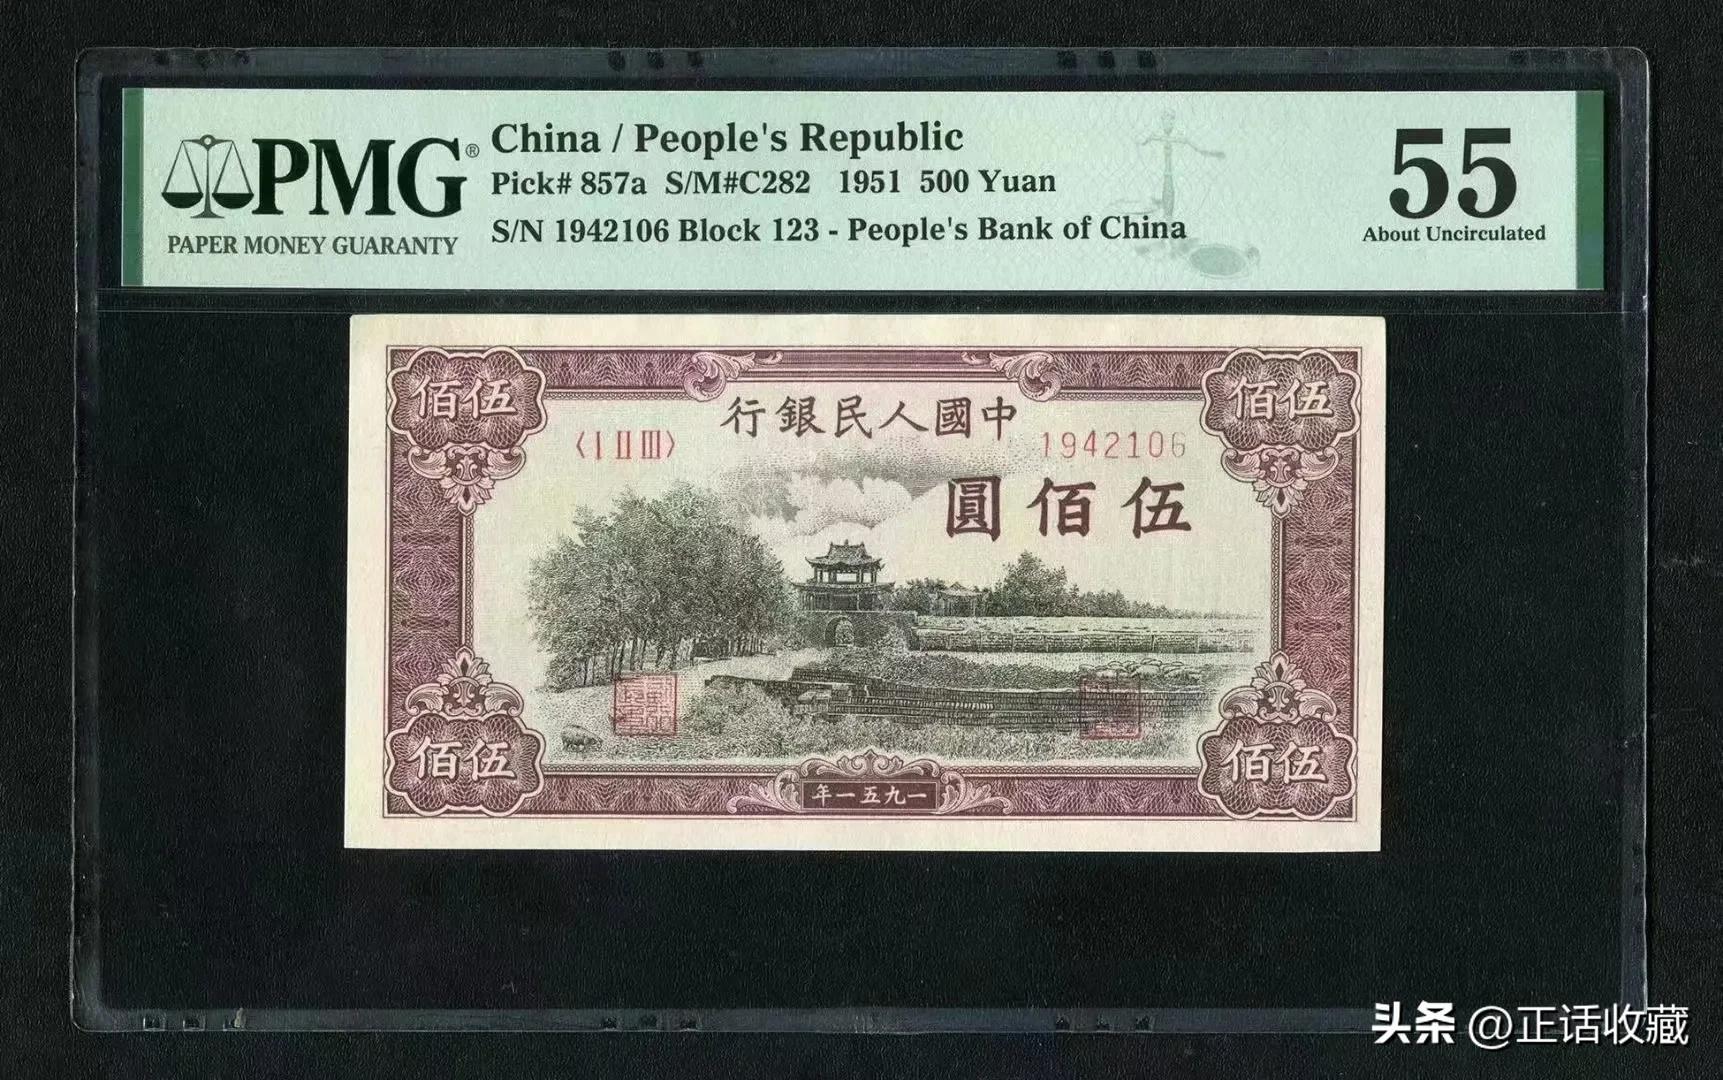 PMG®
PAPER MONEY GUARANTY
China / People's Republic
Pick# 857a S/M#C282 1951 500 Yuan
S/N 1942106 Block 123 - People's Bank of China
55
About Uncirculated
佰伍
佰伍
行銀民人國中
〈I II III〉
1942106
圓佰伍
佰伍
佰伍
年一五九一
头条 @正话收藏